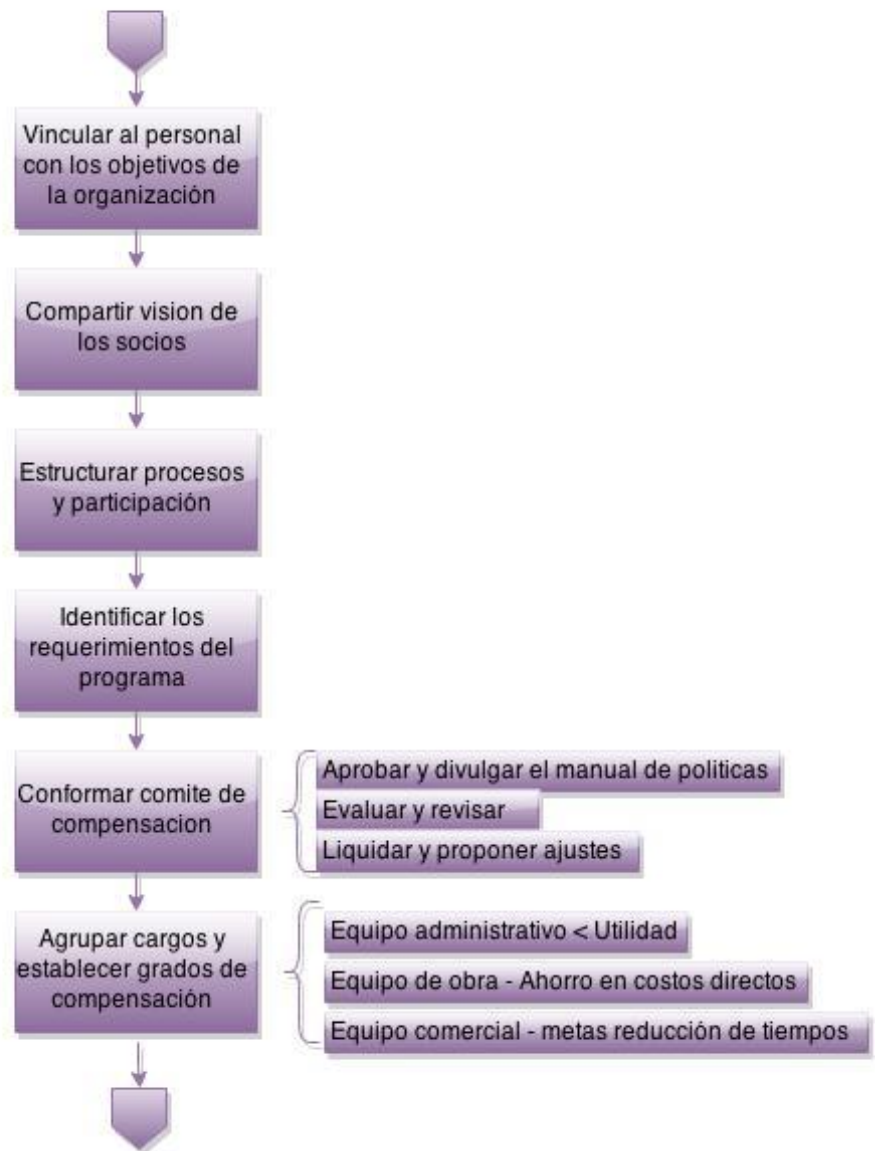 Vincular al personal
con los objetivos de
la organización
Compartir vision de
los socios
Estructurar procesos
y participación
Identificar los
requerimientos del
programa
Conformar comite de
compensacion
Aprobar y divulgar el manual de politicas
Evaluar y revisar
Liquidar y proponer ajustes
Agrupar cargos y
establecer grados de
compensación
Equipo administrativo < Utilidad
Equipo de obra - Ahorro en costos directos
Equipo comercial - metas reducción de tiempos